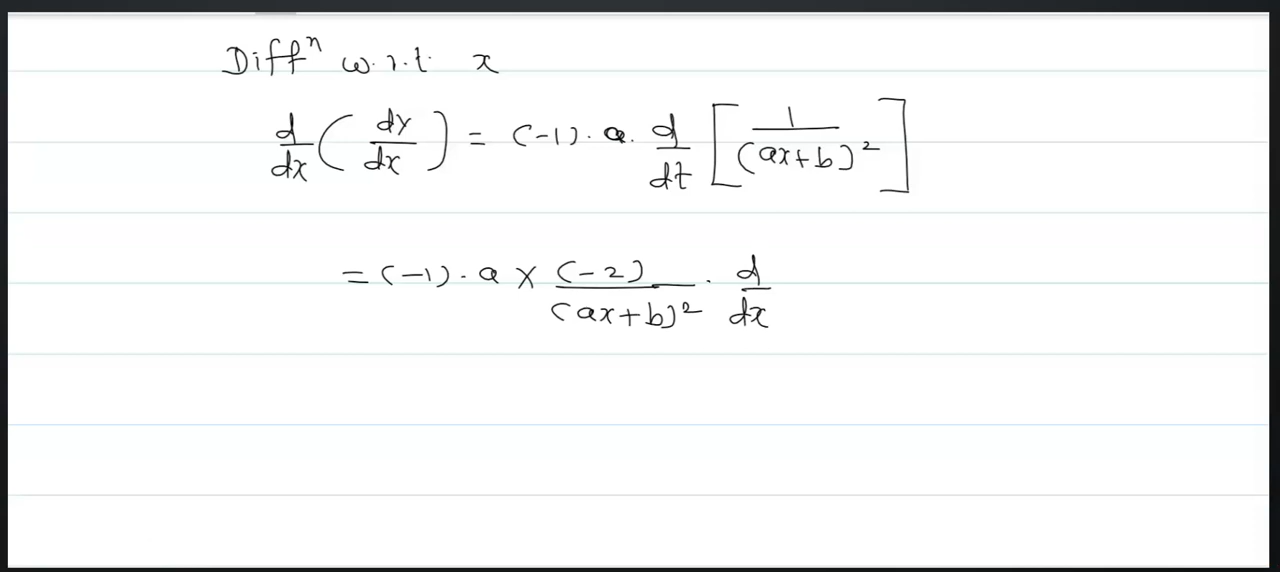 Diffⁿ w.r.t. x
d/dx ( dy/dx ) = (-1). a. d/dt [ 1/(ax+b)² ]
= (-1). a × (-2)/(ax+b)² . d/dx